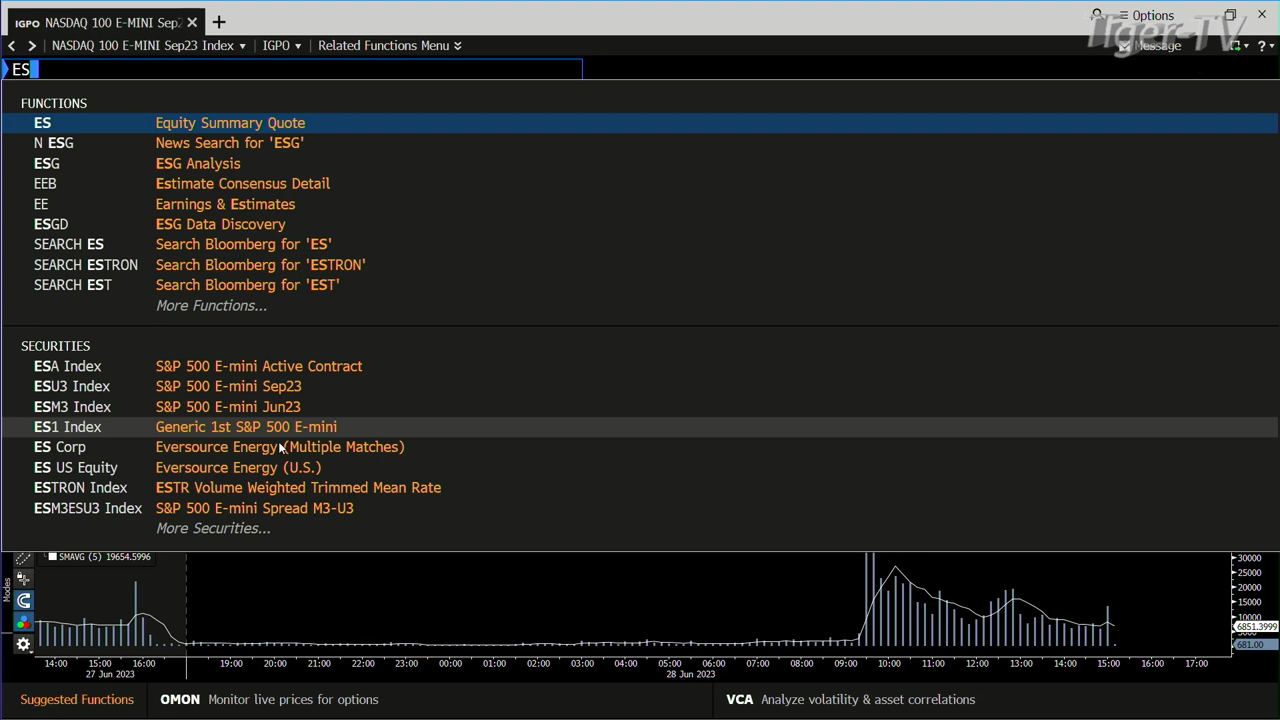 IGPO NASDAQ 100 E-MINI Sep
Options
Tiger-TV
NASDAQ 100 E-MINI Sep23 Index IGPO Related Functions Menu Message ?
ES
FUNCTIONS
ES Equity Summary Quote
N ESG News Search for 'ESG'
ESG ESG Analysis
EEB Estimate Consensus Detail
EE Earnings & Estimates
ESGD ESG Data Discovery
SEARCH ES Search Bloomberg for 'ES'
SEARCH ESTRON Search Bloomberg for 'ESTRON'
SEARCH EST Search Bloomberg for 'EST'
More Functions...
SECURITIES
ESA Index S&P 500 E-mini Active Contract
ESU3 Index S&P 500 E-mini Sep23
ESM3 Index S&P 500 E-mini Jun23
ES1 Index Generic 1st S&P 500 E-mini
ES Corp Eversource Energy (Multiple Matches)
ES US Equity Eversource Energy (U.S.)
ESTRON Index ESTR Volume Weighted Trimmed Mean Rate
ESM3ESU3 Index S&P 500 E-mini Spread M3-U3
More Securities...
SMAVG (5) 19654.5996
30000
25000
20000
15000
10000
6851.3999
681.00
Modes
14:00 15:00 16:00 19:00 20:00 21:00 22:00 23:00 00:00 01:00 02:00 03:00 04:00 05:00 06:00 07:00 08:00 09:00 10:00 11:00 12:00 13:00 14:00 15:00 16:00 17:00
27 Jun 2023 28 Jun 2023
Suggested Functions OMON Monitor live prices for options VCA Analyze volatility & asset correlations